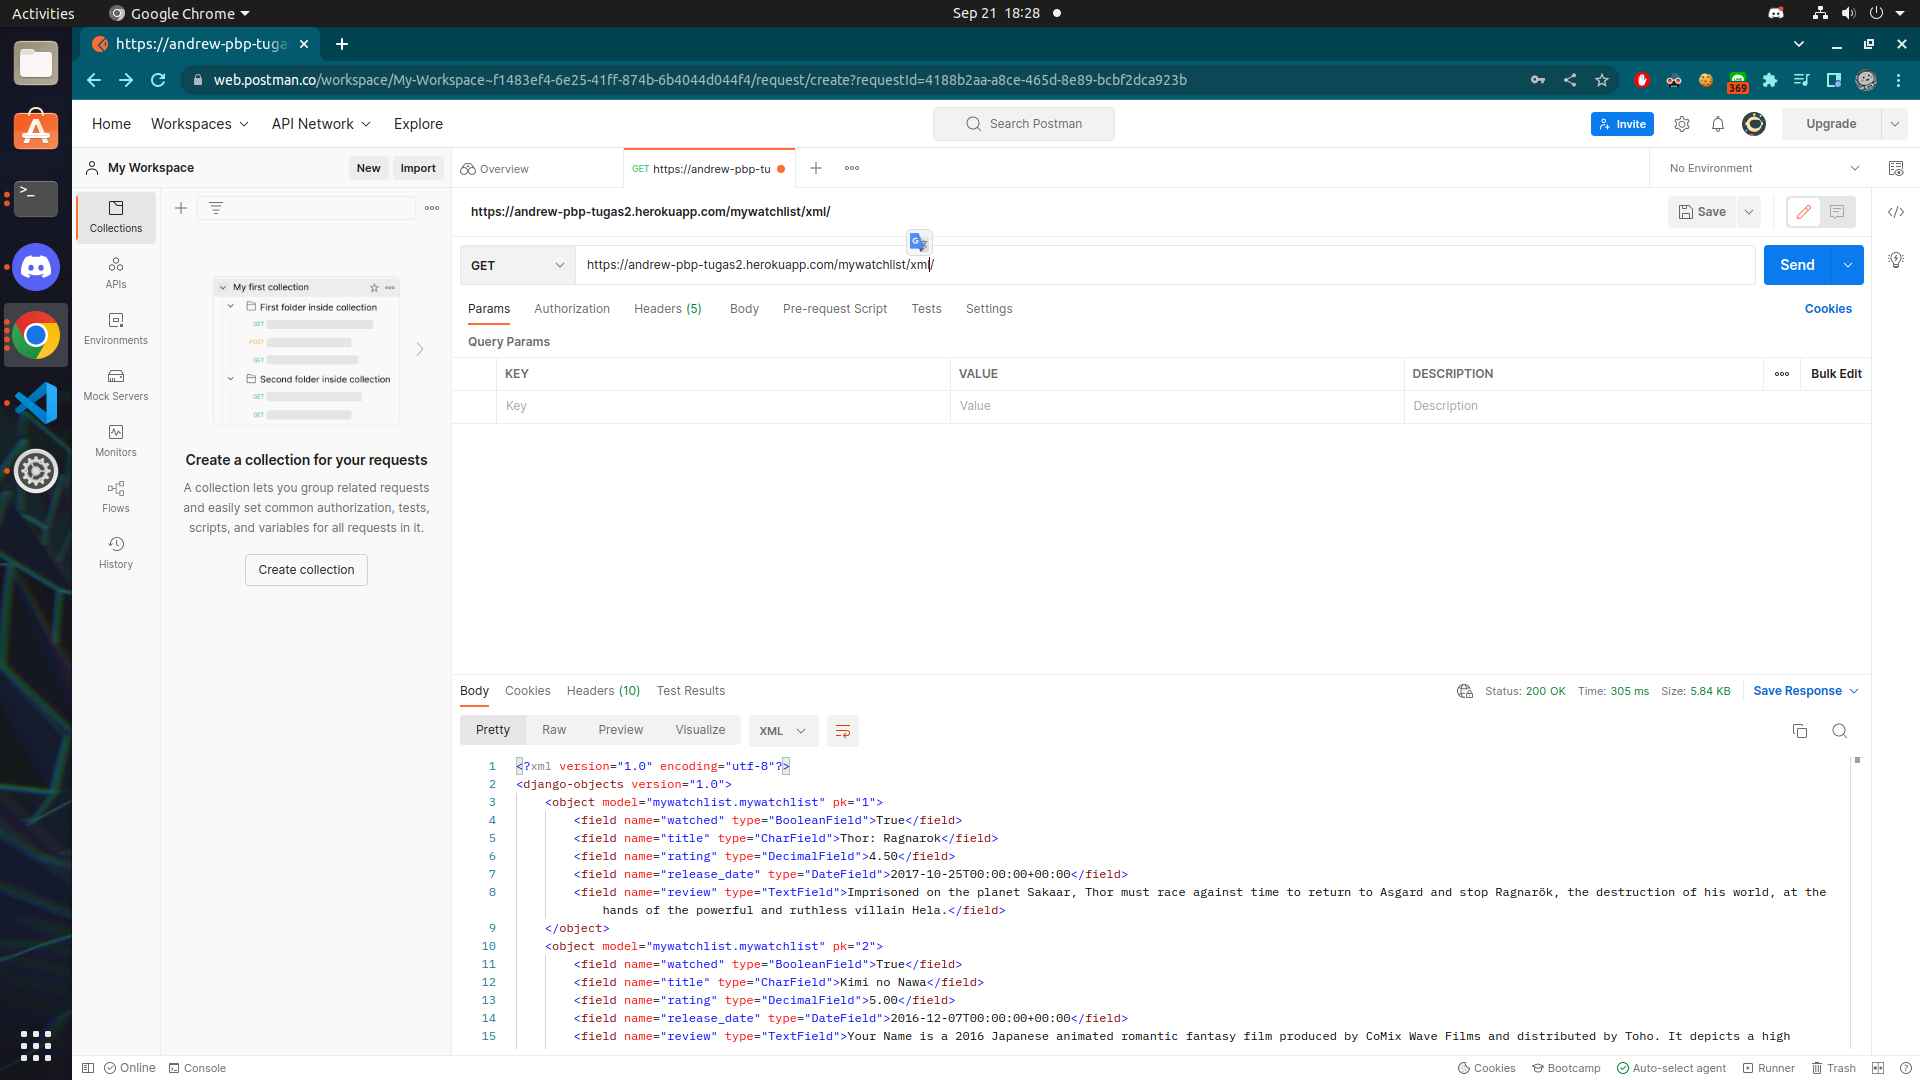 Activities
Google Chrome
Sep 21 18:28
https://andrew-pbp-tuga
web.postman.co/workspace/My-Workspace~f1483ef4-6e25-41ff-874b-6b4044d044f4/request/create?requestId=4188b2aa-a8ce-465d-8e89-bcbf2dca923b
369
Home
Workspaces
API Network
Explore
Search Postman
Invite
Upgrade
My Workspace
New
Import
Overview
GET https://andrew-pbp-tu
No Environment
Collections
APIs
Environments
Mock Servers
Monitors
Flows
History
My first collection
First folder inside collection
GET
POST
GET
Second folder inside collection
GET
GET
Create a collection for your requests
A collection lets you group related requests
and easily set common authorization, tests,
scripts, and variables for all requests in it.
Create collection
https://andrew-pbp-tugas2.herokuapp.com/mywatchlist/xml/
Save
GET
https://andrew-pbp-tugas2.herokuapp.com/mywatchlist/xml/
Send
Params
Authorization
Headers (5)
Body
Pre-request Script
Tests
Settings
Cookies
Query Params
KEY
VALUE
DESCRIPTION
Bulk Edit
Key
Value
Description
Body
Cookies
Headers (10)
Test Results
Status: 200 OK
Time: 305 ms
Size: 5.84 KB
Save Response
Pretty
Raw
Preview
Visualize
XML
1 <?xml version="1.0" encoding="utf-8"?>
2 <django-objects version="1.0">
3 <object model="mywatchlist.mywatchlist" pk="1">
4 <field name="watched" type="BooleanField">True</field>
5 <field name="title" type="CharField">Thor: Ragnarok</field>
6 <field name="rating" type="DecimalField">4.50</field>
7 <field name="release_date" type="DateField">2017-10-25T00:00:00+00:00</field>
8 <field name="review" type="TextField">Imprisoned on the planet Sakaar, Thor must race against time to return to Asgard and stop Ragnarök, the destruction of his world, at the
hands of the powerful and ruthless villain Hela.</field>
9 </object>
10 <object model="mywatchlist.mywatchlist" pk="2">
11 <field name="watched" type="BooleanField">True</field>
12 <field name="title" type="CharField">Kimi no Nawa</field>
13 <field name="rating" type="DecimalField">5.00</field>
14 <field name="release_date" type="DateField">2016-12-07T00:00:00+00:00</field>
15 <field name="review" type="TextField">Your Name is a 2016 Japanese animated romantic fantasy film produced by CoMix Wave Films and distributed by Toho. It depicts a high
Online
Console
Cookies
Bootcamp
Auto-select agent
Runner
Trash